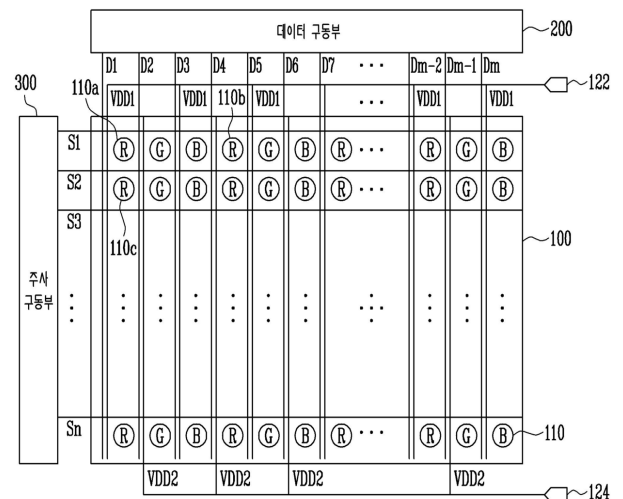 데이터 구동부
200
D1 D2 D3 D4 D5 D6 D7 ··· Dm-2 Dm-1 Dm
300
110a
VDD1 VDD1 110b VDD1 ··· VDD1 VDD1
122
S1 R G B R G B R ··· R G B
S2 R G B R G B R ··· R G B
S3
110c
100
주사
구동부
Sn R G B R G B R ··· R G B
110
VDD2 VDD2 VDD2 VDD2
124